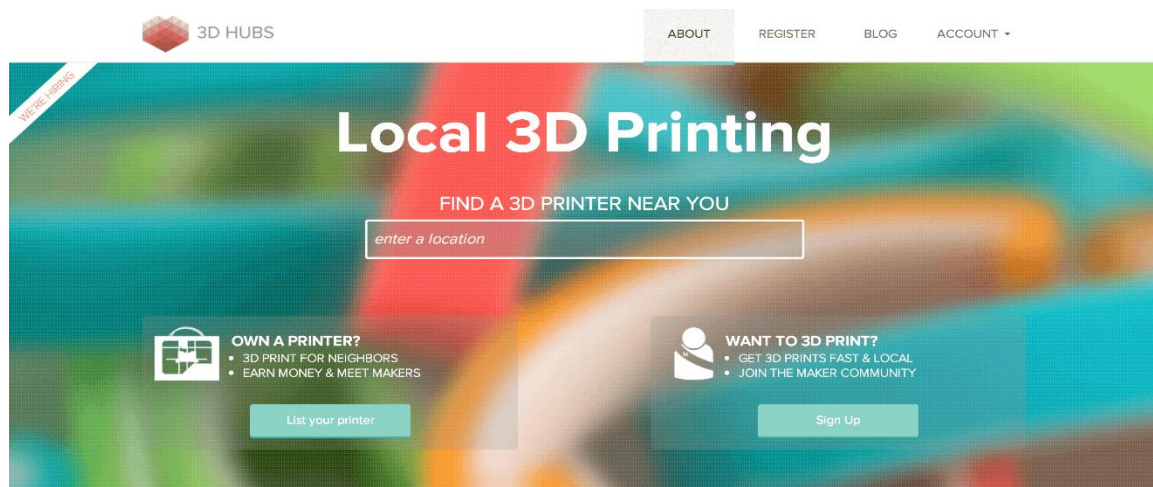 3D HUBS
ABOUT
REGISTER
BLOG
ACCOUNT
WE'RE HIRING
Local 3D Printing
FIND A 3D PRINTER NEAR YOU
enter a location
OWN A PRINTER?
• 3D PRINT FOR NEIGHBORS
• EARN MONEY & MEET MAKERS
List your printer
WANT TO 3D PRINT?
• GET 3D PRINTS FAST & LOCAL
• JOIN THE MAKER COMMUNITY
Sign Up